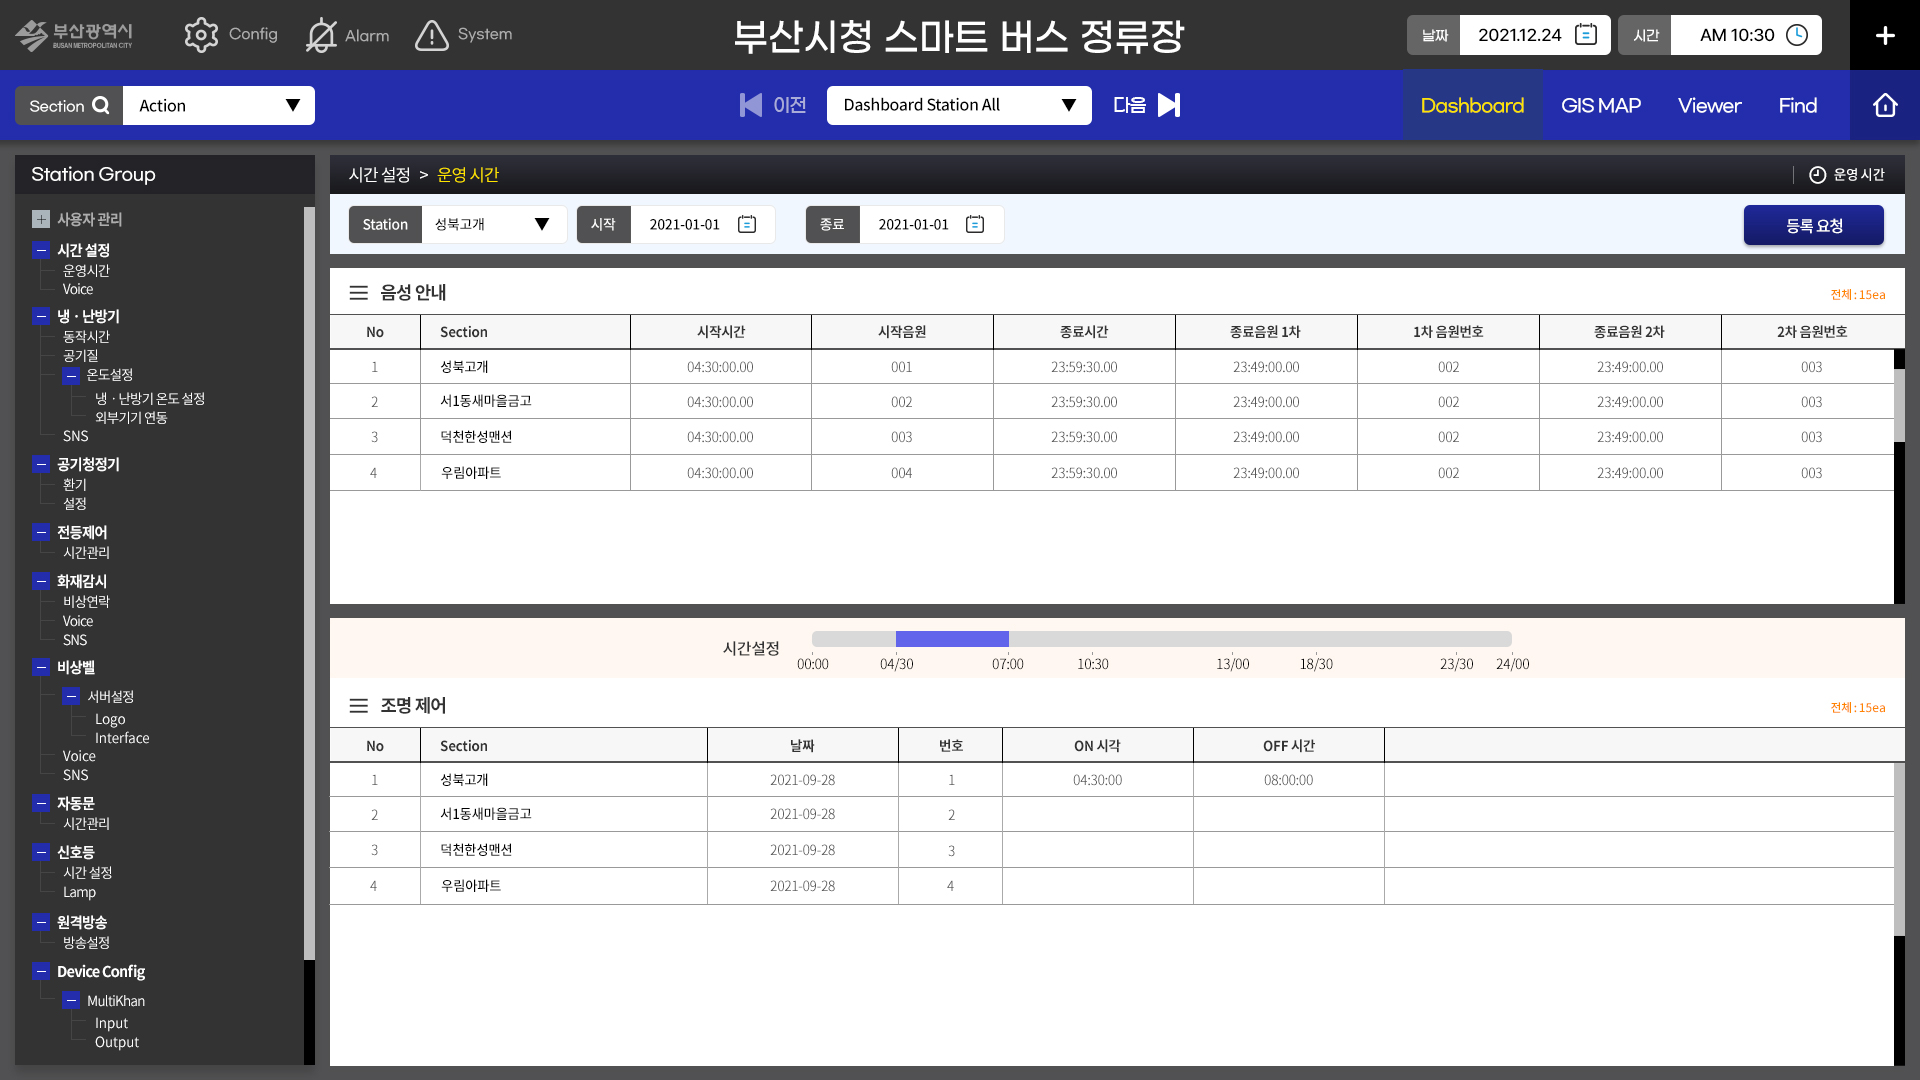 부산광역시
BUSAN METROPOLITAN CITY
Config
Alarm
System
부산시청 스마트 버스 정류장
날짜 2021.12.24
시간 AM 10:30
Section Action
이전
Dashboard Station All
다음
Dashboard
GIS MAP
Viewer
Find
Station Group
사용자 관리
시간 설정
운영시간
Voice
냉 · 난방기
동작시간
공기질
온도설정
냉 · 난방기 온도 설정
외부기기 연동
SNS
공기청정기
환기
설정
전등제어
시간관리
화재감시
비상연락
Voice
SNS
비상벨
서버설정
Logo
Interface
Voice
SNS
자동문
시간관리
신호등
시간 설정
Lamp
원격방송
방송설정
Device Config
MultiKhan
Input
Output
시간 설정 > 운영 시간
운영 시간
Station 성북고개
시작 2021-01-01
종료 2021-01-01
등록 요청
음성 안내
전체 : 15ea
No Section 시작시간 시작음원 종료시간 종료음원 1차 1차 음원번호 종료음원 2차 2차 음원번호
1 성북고개 04:30:00.00 001 23:59:30.00 23:49:00.00 002 23:49:00.00 003
2 서1동새마을금고 04:30:00.00 002 23:59:30.00 23:49:00.00 002 23:49:00.00 003
3 덕천한성맨션 04:30:00.00 003 23:59:30.00 23:49:00.00 002 23:49:00.00 003
4 우림아파트 04:30:00.00 004 23:59:30.00 23:49:00.00 002 23:49:00.00 003
시간설정
00:00 04/30 07:00 10:30 13/00 18/30 23/30 24/00
조명 제어
전체 : 15ea
No Section 날짜 번호 ON 시각 OFF 시간
1 성북고개 2021-09-28 1 04:30:00 08:00:00
2 서1동새마을금고 2021-09-28 2
3 덕천한성맨션 2021-09-28 3
4 우림아파트 2021-09-28 4